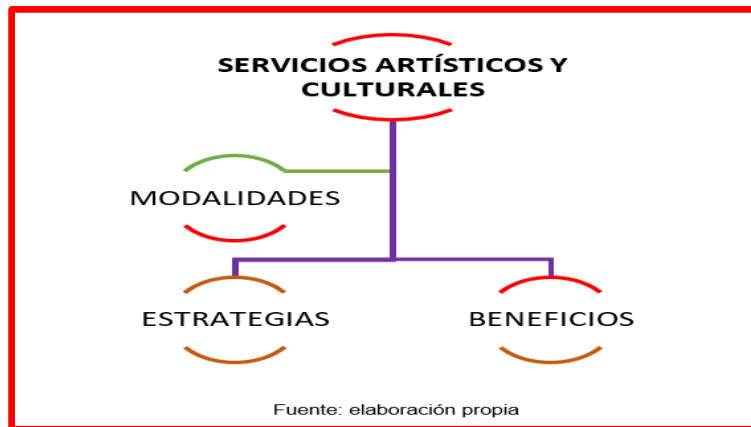 SERVICIOS ARTÍSTICOS Y
CULTURALES
MODALIDADES
ESTRATEGIAS
BENEFICIOS
Fuente: elaboración propia